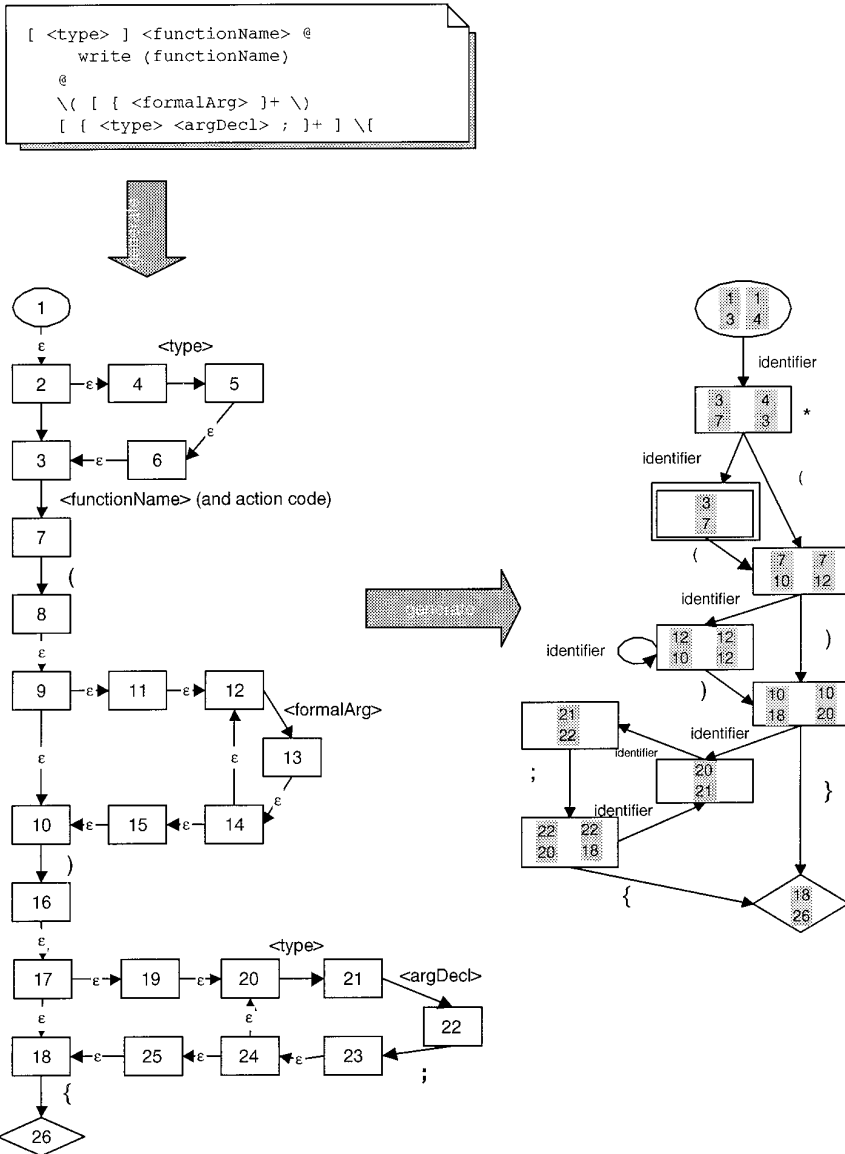 [ <type> ] <functionName> @
write (functionName)
@
\( [ { <formalArg> }+ \)
[ { <type> <argDecl> ; }+ ] \{
1
ε
<type>
2
ε
4
5
ε
3
ε
6
<functionName> (and action code)
7
(
8
ε
9
ε
11
ε
12
<formalArg>
ε
ε
13
ε
10
ε
15
ε
14
)
16
ε
<type>
17
ε
19
ε
20
21
<argDecl>
ε
ε
22
18
ε
25
ε
24
ε
23
;
{
26
generate
1 1
3 4
identifier
3 4
7 3
*
identifier
(
3
7
(
7 7
10 12
identifier
identifier
12 12
10 12
)
)
10 10
18 20
21
22
identifier
identifier
20
21
;
}
identifier
22 22
20 18
{
18
26